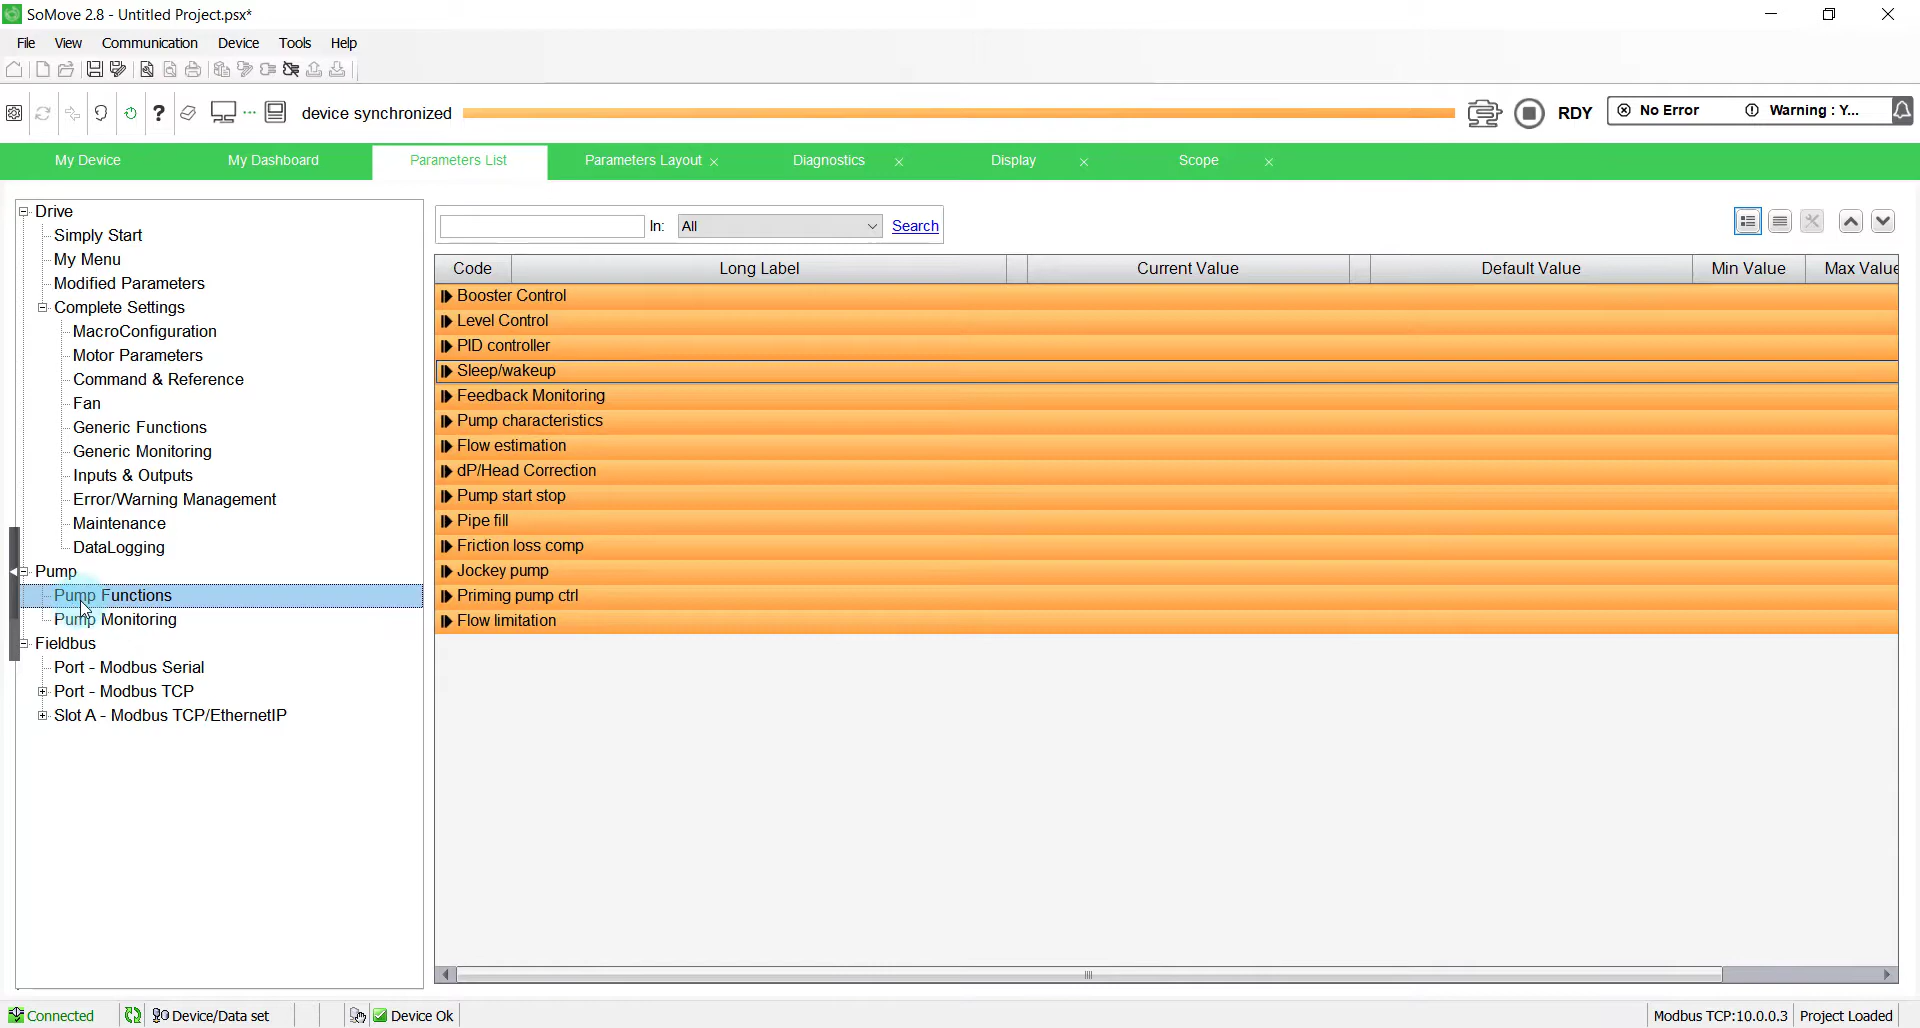 SoMove 2.8 - Untitled Project.psx*
File View Communication Device Tools Help
device synchronized
RDY
No Error
Warning : Y...
My Device
My Dashboard
Parameters List
Parameters Layout
Diagnostics
Display
Scope
Drive
Simply Start
My Menu
Modified Parameters
Complete Settings
MacroConfiguration
Motor Parameters
Command & Reference
Fan
Generic Functions
Generic Monitoring
Inputs & Outputs
Error/Warning Management
Maintenance
DataLogging
Pump
Pump Functions
Pump Monitoring
Fieldbus
Port - Modbus Serial
Port - Modbus TCP
Slot A - Modbus TCP/EthernetIP
In: All Search
Code Long Label Current Value Default Value Min Value Max Value
Booster Control
Level Control
PID controller
Sleep/wakeup
Feedback Monitoring
Pump characteristics
Flow estimation
dP/Head Correction
Pump start stop
Pipe fill
Friction loss comp
Jockey pump
Priming pump ctrl
Flow limitation
Connected
Device/Data set
Device Ok
Modbus TCP:10.0.0.3
Project Loaded